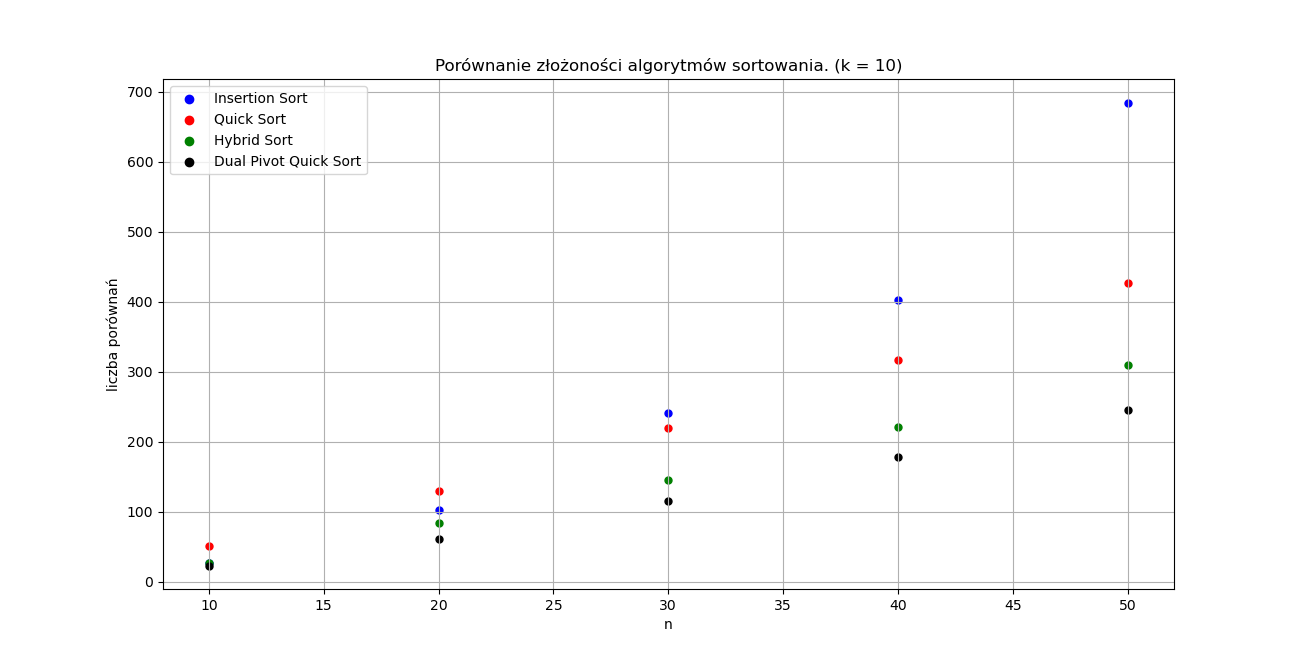 Porównanie złożoności algorytmów sortowania. (k = 10)
Insertion Sort
Quick Sort
Hybrid Sort
Dual Pivot Quick Sort
700
600
500
400
300
200
100
0
liczba porównań
10 15 20 25 30 35 40 45 50
n